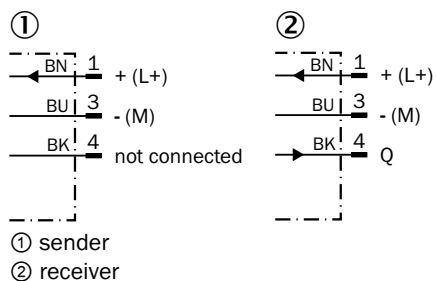 ① ②
BN 1 + (L+) BN 1 + (L+)
BU 3 - (M) BU 3 - (M)
BK 4 not connected BK 4 Q
① sender
② receiver